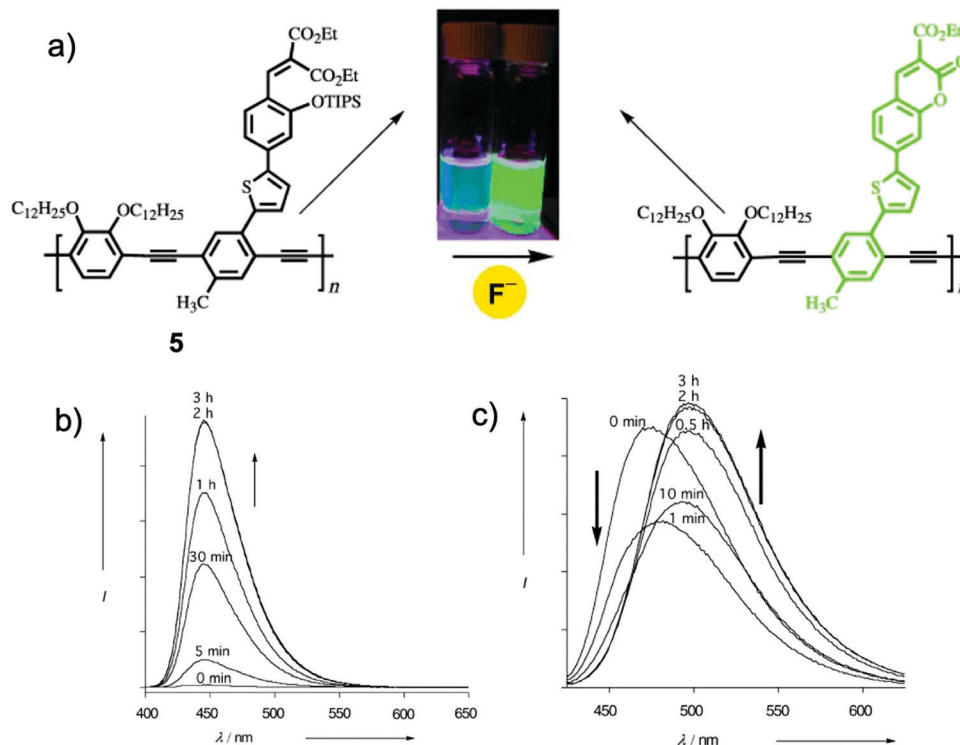 a)
CO₂Et
CO₂Et
OTIPS
S
C₁₂H₂₅O
OC₁₂H₂₅
H₃C
n
5
F⁻
CO₂Et
O
O
S
C₁₂H₂₅O
OC₁₂H₂₅
H₃C
n
b)
3 h
2 h
1 h
30 min
5 min
0 min
I
400 450 500 550 600 650
λ / nm
c)
3 h
2 h
0 min
0.5 h
10 min
1 min
I
450 500 550 600
λ / nm